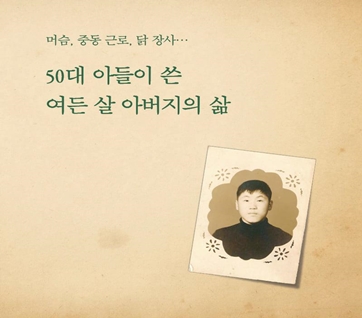 머슴, 중동 근로, 닭 장사…
50대 아들이 쓴
여든 살 아버지의 삶